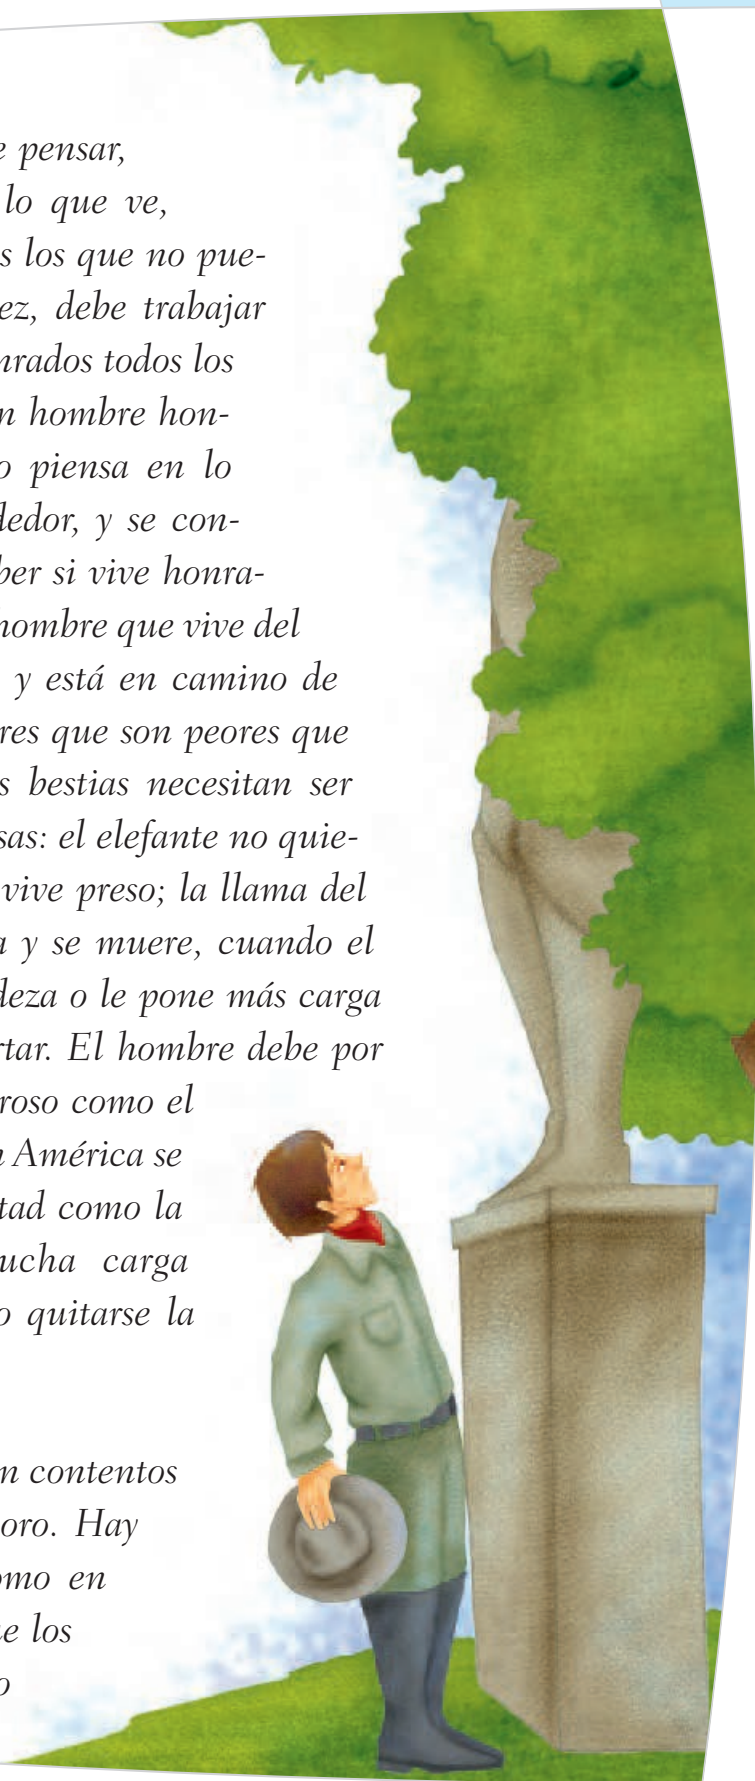 e pensar,
lo que ve,
s los que no pue-
ez, debe trabajar
nrados todos los
n hombre hon-
o piensa en lo
dedor, y se con-
ber si vive honra-
hombre que vive del
y está en camino de
res que son peores que
s bestias necesitan ser
sas: el elefante no quie-
vive preso; la llama del
a y se muere, cuando el
deza o le pone más carga
rtar. El hombre debe por
roso como el
n América se
tad como la
ucha carga
o quitarse la
n contentos
oro. Hay
omo en
ue los
o